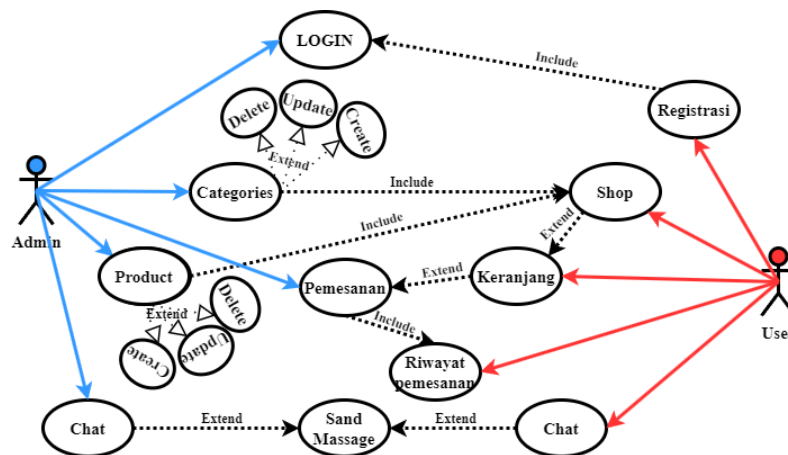 LOGIN
Include
Delete
Update
Create
Registrasi
Extend
Categories
Include
Shop
Admin
Include
Extend
Product
Pemesanan
Extend
Keranjang
Extend
Delete
Update
Create
Include
User
Riwayat
pemesanan
Chat
Extend
Sand
Massage
Extend
Chat